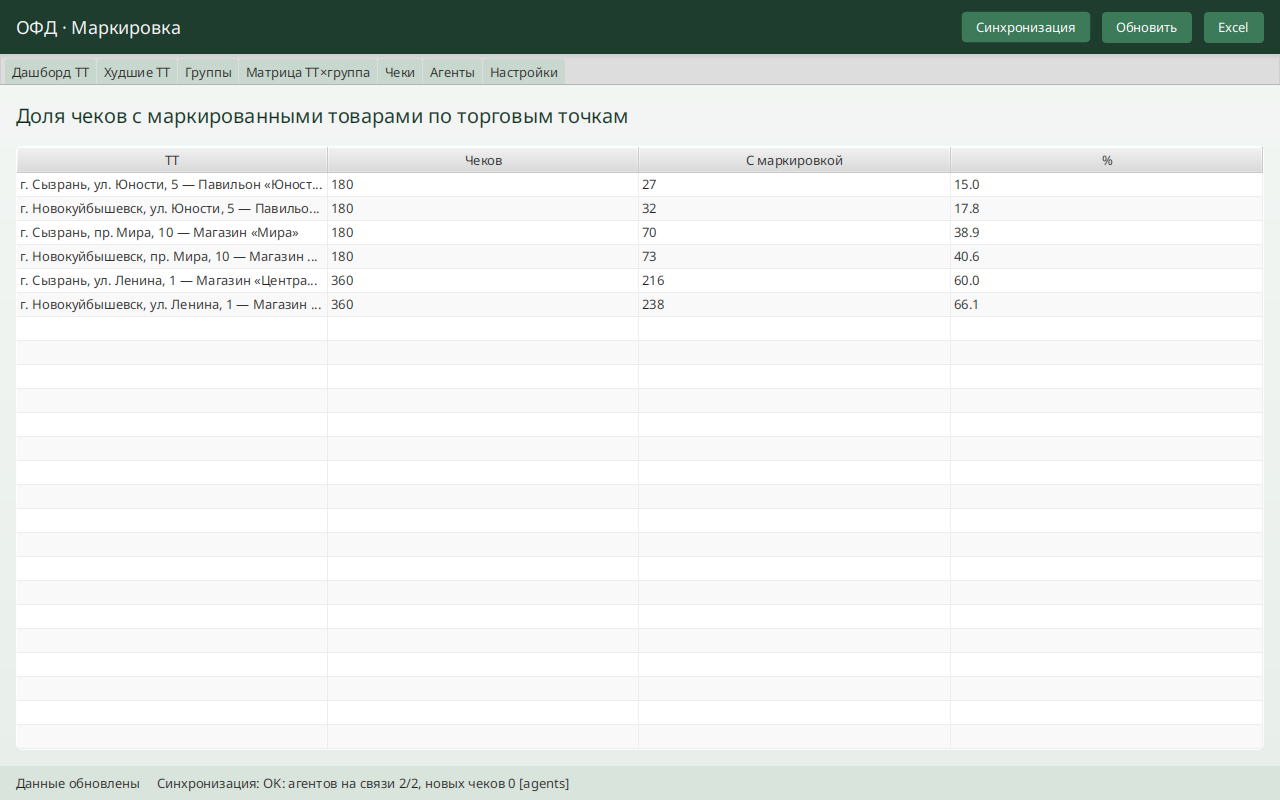 ОФД · Маркировка
Синхронизация
Обновить
Excel
Дашборд ТТ
Худшие ТТ
Группы
Матрица ТТ×группа
Чеки
Агенты
Настройки
Доля чеков с маркированными товарами по торговым точкам
ТТ Чеков С маркировкой %
г. Сызрань, ул. Юности, 5 — Павильон «Юност... 180 27 15.0
г. Новокуйбышевск, ул. Юности, 5 — Павильо... 180 32 17.8
г. Сызрань, пр. Мира, 10 — Магазин «Мира» 180 70 38.9
г. Новокуйбышевск, пр. Мира, 10 — Магазин ... 180 73 40.6
г. Сызрань, ул. Ленина, 1 — Магазин «Центра... 360 216 60.0
г. Новокуйбышевск, ул. Ленина, 1 — Магазин ... 360 238 66.1
Данные обновлены Синхронизация: OK: агентов на связи 2/2, новых чеков 0 [agents]